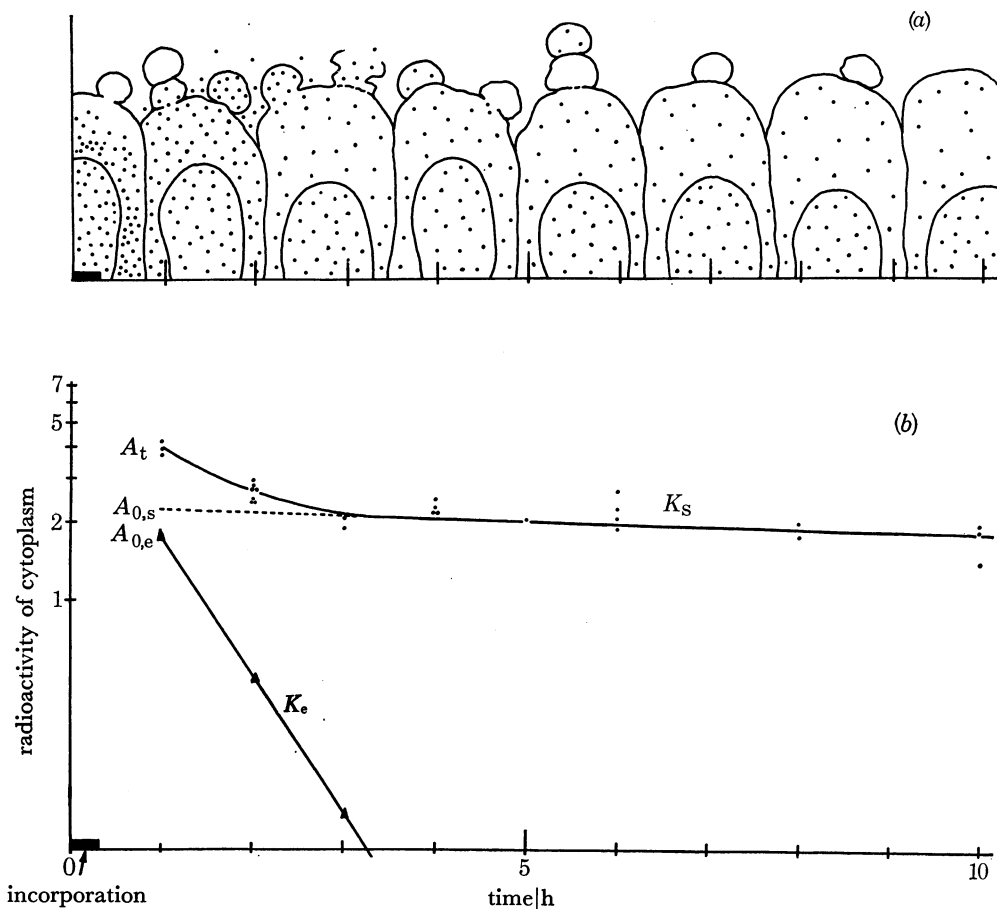 (a)
7
5
(b)
A_t
A_{0,s}
K_S
2
A_{0,e}
radioactivity of cytoplasm
1
K_e
0
5
10
incorporation
time|h